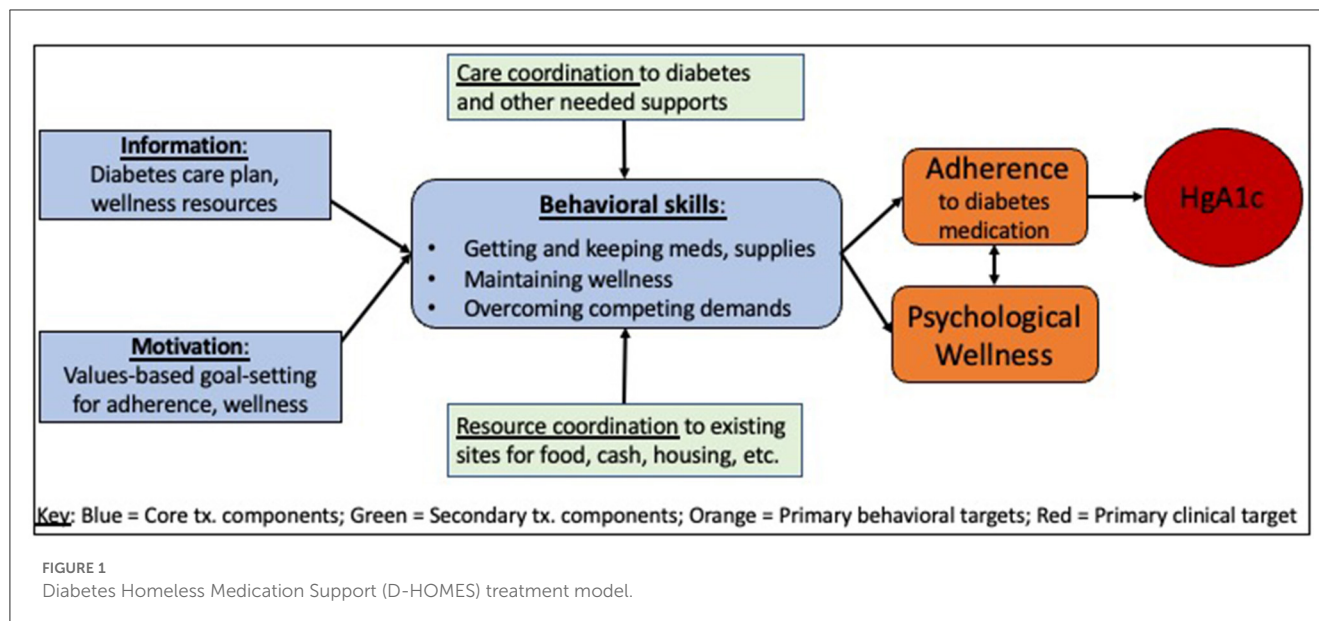 Care coordination to diabetes
and other needed supports
Information:
Diabetes care plan,
wellness resources
Motivation:
Values-based goal-setting
for adherence, wellness
Behavioral skills:
• Getting and keeping meds, supplies
• Maintaining wellness
• Overcoming competing demands
Resource coordination to existing
sites for food, cash, housing, etc.
Adherence
to diabetes
medication
Psychological
Wellness
HgA1c
Key: Blue = Core tx. components; Green = Secondary tx. components; Orange = Primary behavioral targets; Red = Primary clinical target
FIGURE 1
Diabetes Homeless Medication Support (D-HOMES) treatment model.